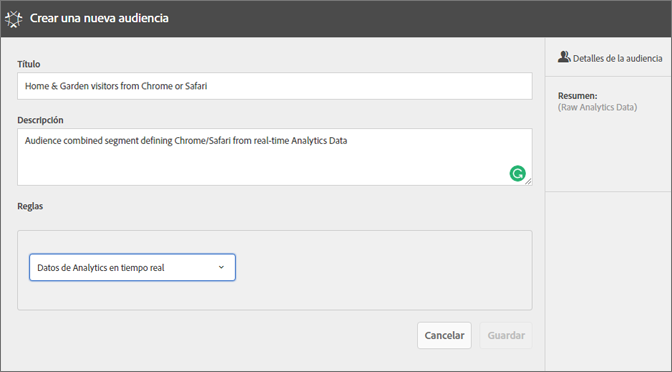 Crear una nueva audiencia
Título
Home & Garden visitors from Chrome or Safari
Descripción
Audience combined segment defining Chrome/Safari from real-time Analytics Data
Reglas
Datos de Analytics en tiempo real
Cancelar
Guardar
Detalles de la audiencia
Resumen:
(Raw Analytics Data)